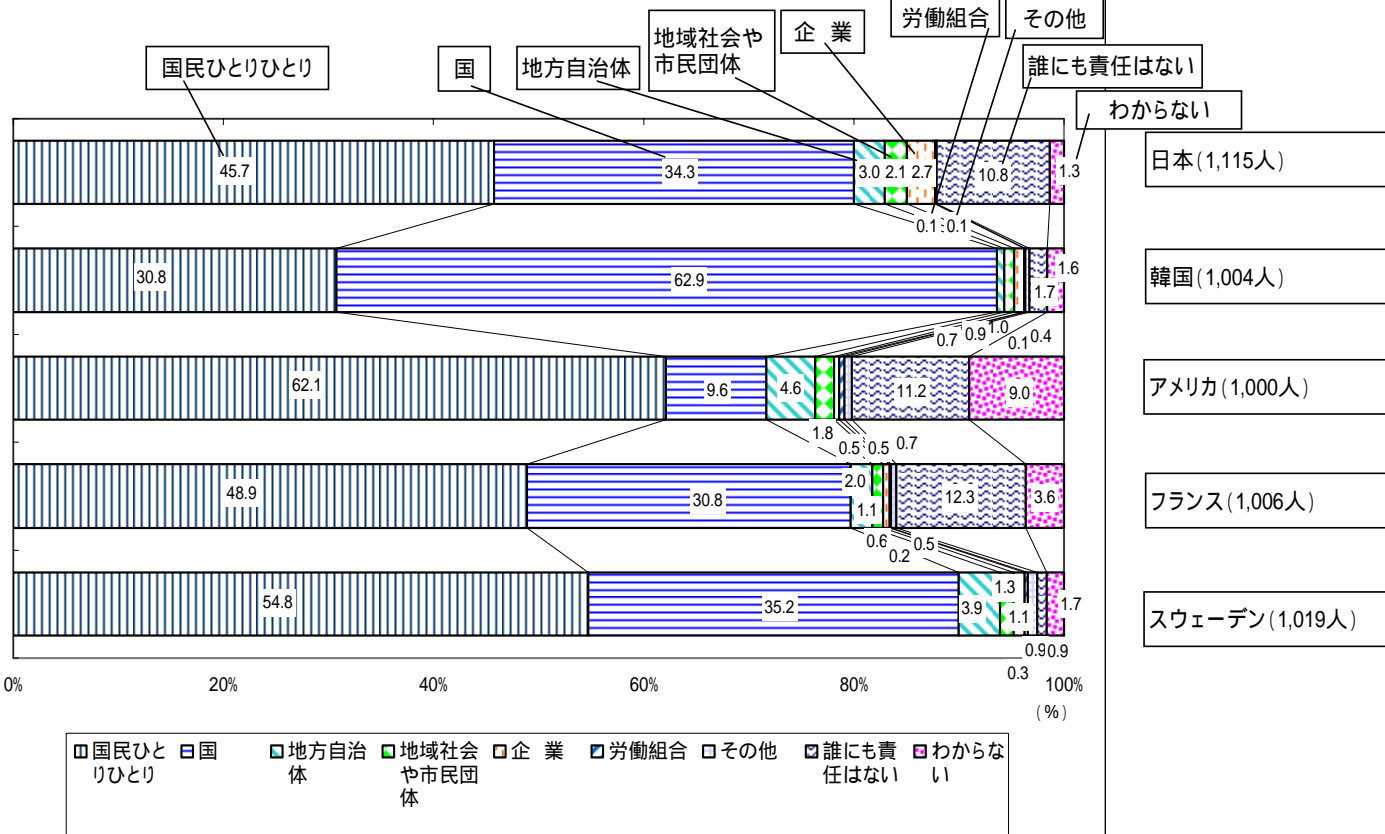 労働組合
その他
地域社会や
市民団体
企 業
国民ひとりひとり
国
地方自治体
誰にも責任はない
わからない
45.7
34.3
3.0
2.1
2.7
10.8
1.3
日本(1,115人)
0.1
0.1
30.8
62.9
1.7
1.6
韓国(1,004人)
0.7
0.9
1.0
0.1
0.4
62.1
9.6
4.6
11.2
9.0
アメリカ(1,000人)
1.8
0.5
0.5
0.7
48.9
30.8
2.0
1.1
12.3
3.6
フランス(1,006人)
0.6
0.2
0.5
54.8
35.2
3.9
1.3
1.1
1.7
スウェーデン(1,019人)
0.3
0.9
0.9
0%
20%
40%
60%
80%
100%
(%)
国民ひと
りひとり
国
地方自治
体
地域社会
や市民団
体
企 業
労働組合
その他
誰にも責
任はない
わからな
い